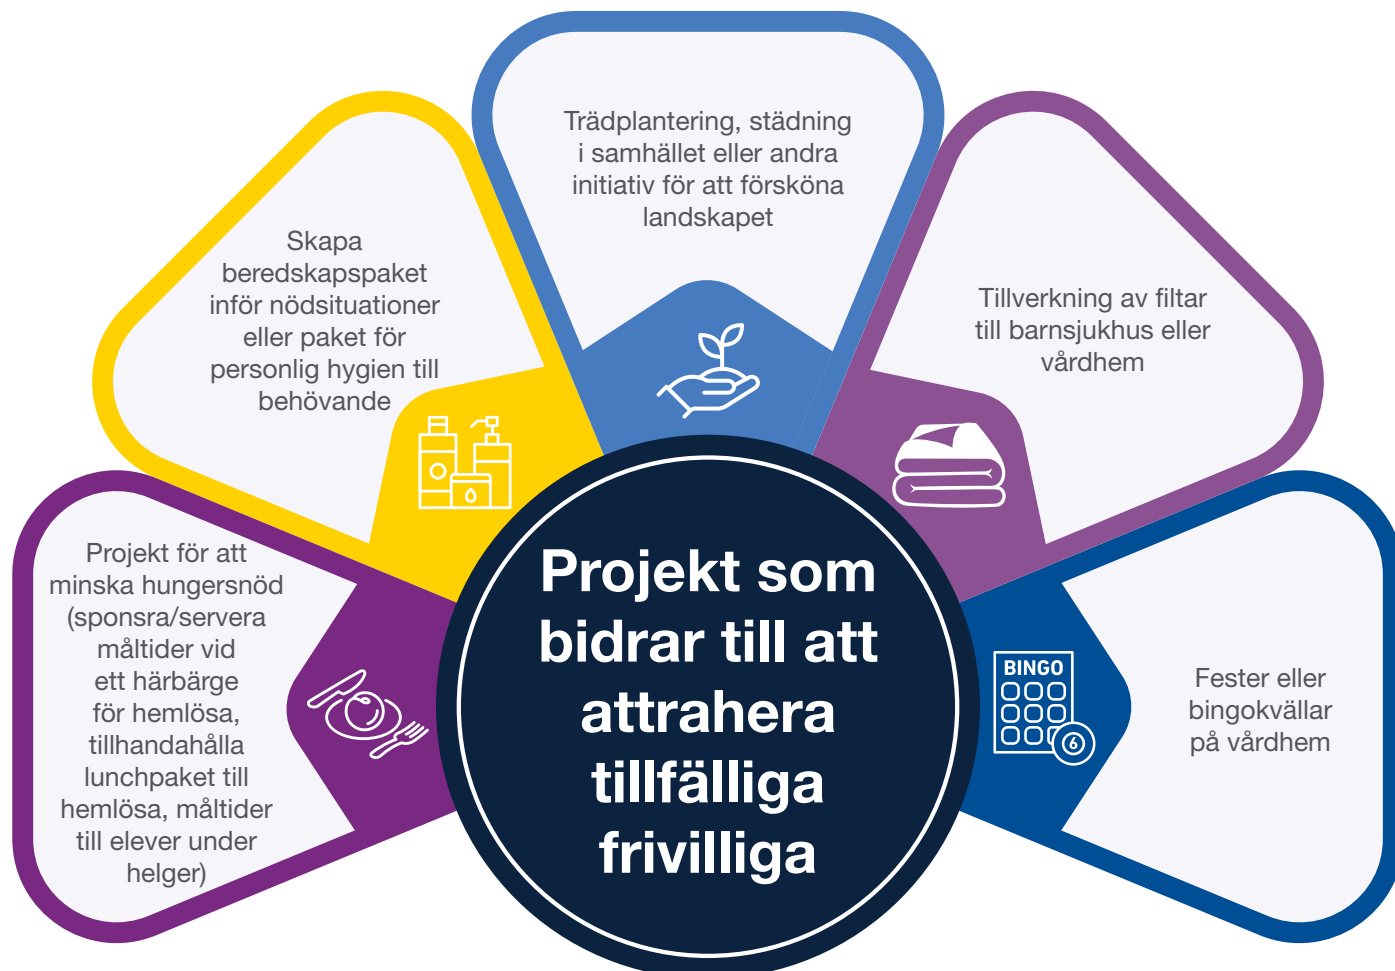 Trädplantering, städning
i samhället eller andra
initiativ för att försköna
landskapet
Skapa
beredskapspaket
inför nödsituationer
eller paket för
personlig hygien till
behövande
Tillverkning av filtar
till barnsjukhus eller
vårdhem
Projekt för att
minska hungersnöd
(sponsra/servera
måltider vid
ett härbärge
för hemlösa,
tillhandahålla
lunchpaket till
hemlösa, måltider
till elever under
helger)
Projekt som
bidrar till att
attrahera
tillfälliga
frivilliga
BINGO
6
Fester eller
bingokvällar
på vårdhem